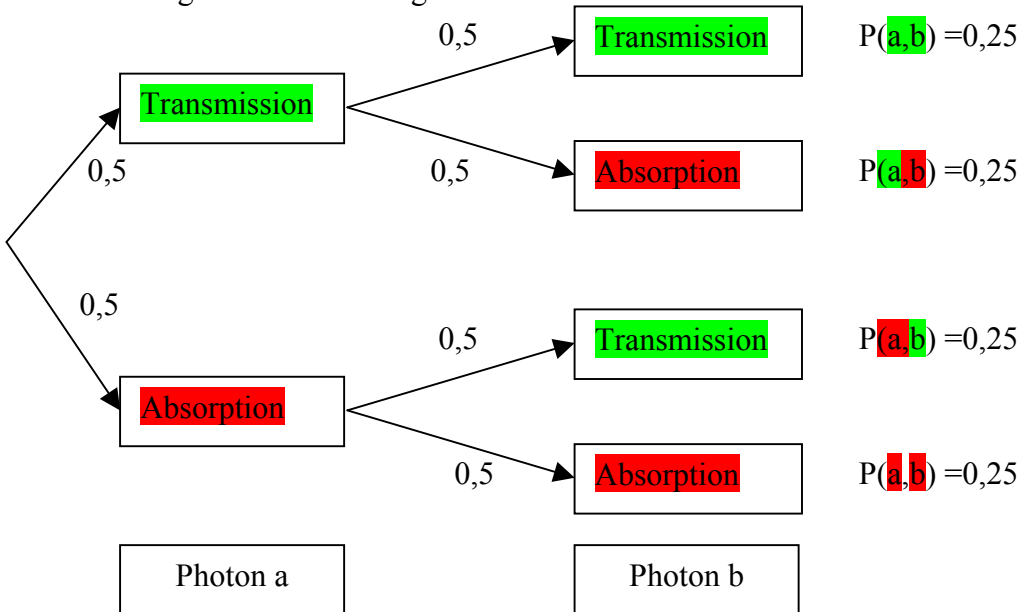 0,5
Transmission
P(a,b) =0,25
Transmission
0,5
0,5
Absorption
P(a,b) =0,25
0,5
0,5
Transmission
P(a,b) =0,25
Absorption
0,5
Absorption
P(a,b) =0,25
Photon a
Photon b